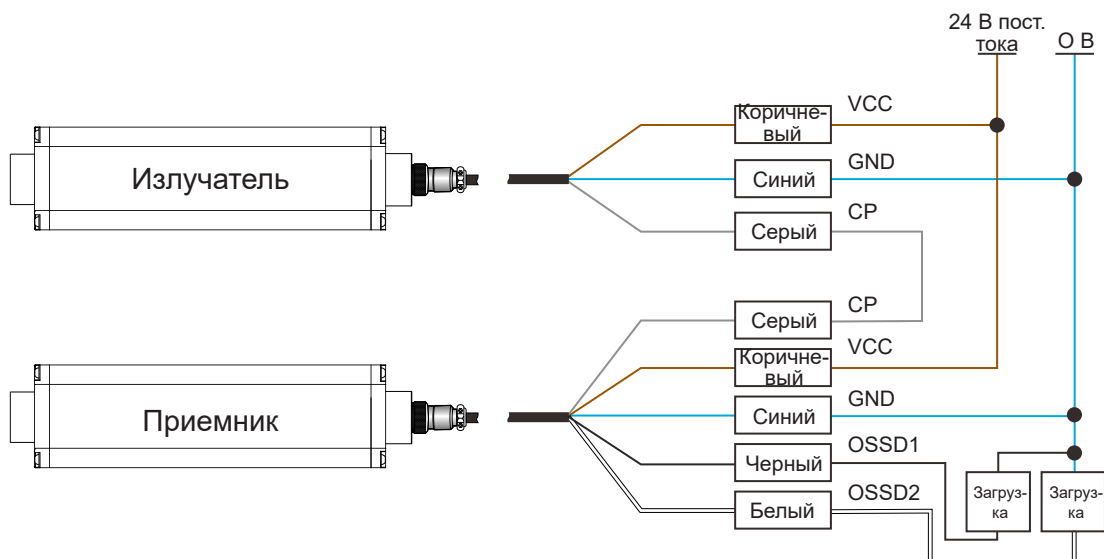 24 В пост.
тока
О В
Коричне-
вый
VCC
Излучатель
Синий
GND
Серый
CP
Серый
CP
Коричне-
вый
VCC
Приемник
Синий
GND
Черный
OSSD1
Загруз-
ка
Загруз-
ка
Белый
OSSD2